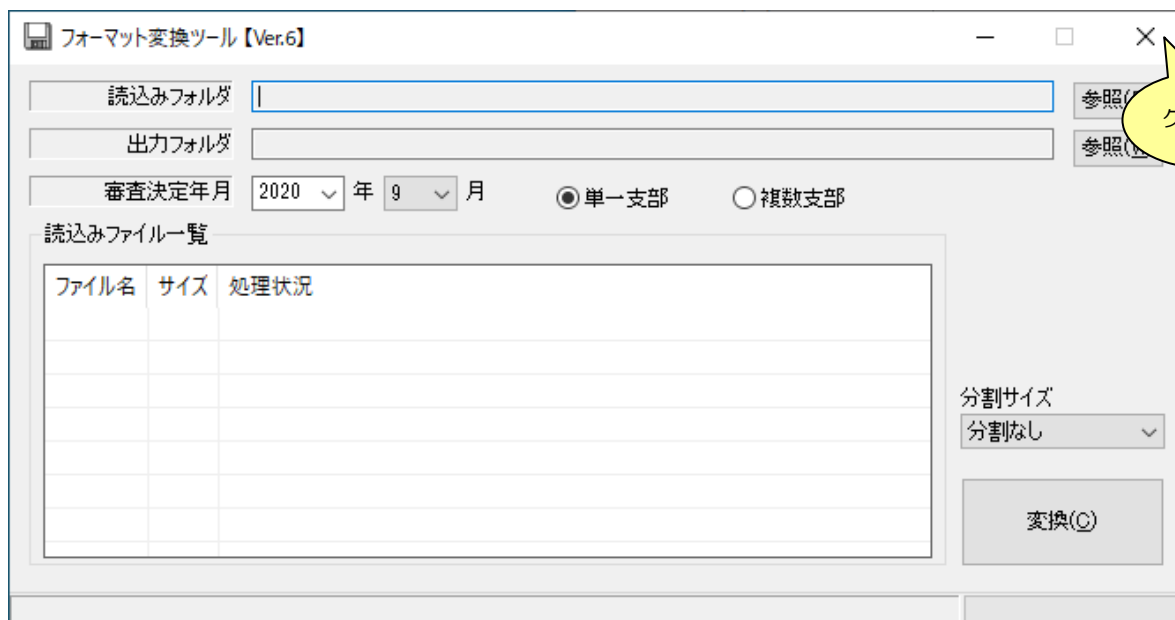 フォーマット変換ツール【Ver.6】
読込みフォルダ 参照(
出力フォルダ 参照(
審査決定年月 2020 年 9 月 単一支部 複数支部
読込みファイル一覧
ファイル名 サイズ 処理状況
分割サイズ
分割なし
変換(C)